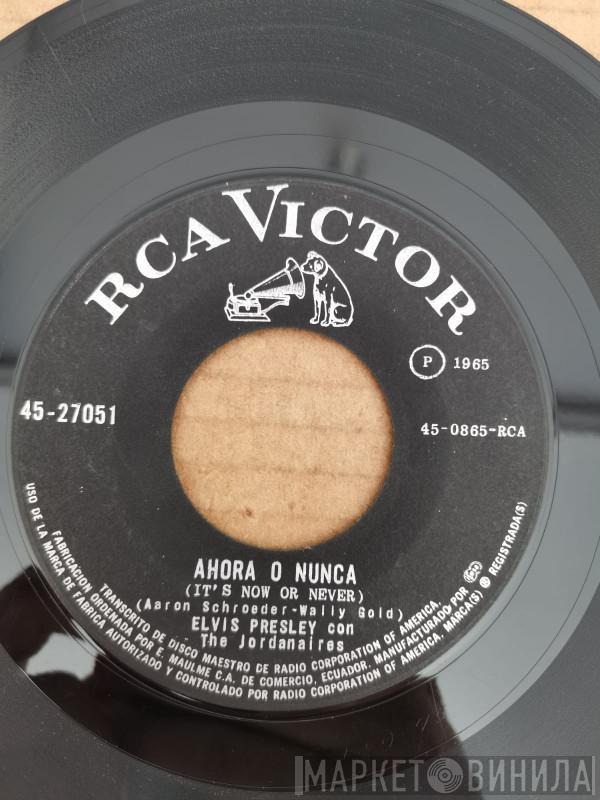 RCA VICTOR
Ⓟ 1965
45-27051
45-0865-RCA
AHORA O NUNCA
(IT'S NOW OR NEVER)
(Aaron Schroeder-Wally Gold)
ELVIS PRESLEY con
The Jordanaires
TRANSCRITO DE DISCO MAESTRO DE RADIO CORPORATION OF AMERICA,
FABRICACION ORDENADA POR E. MAULME C.A. DE COMERCIO, ECUADOR. MANUFACTURADO POR
USO DE LA MARCA DE FABRICA AUTORIZADO Y CONTROLADO POR RADIO CORPORATION OF AMERICA, MARCA(S) ® REGISTRADA(S)
МАРКЕТ ВИНИЛА